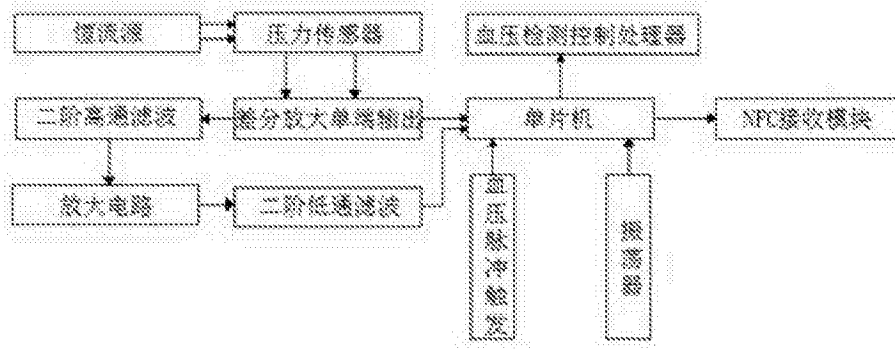 恒流源
压力传感器
血压检测控制处理器
二阶高通滤波
差分放大单端输出
单片机
NFC接收模块
放大电路
二阶低通滤波
血压脉冲触发
振荡器